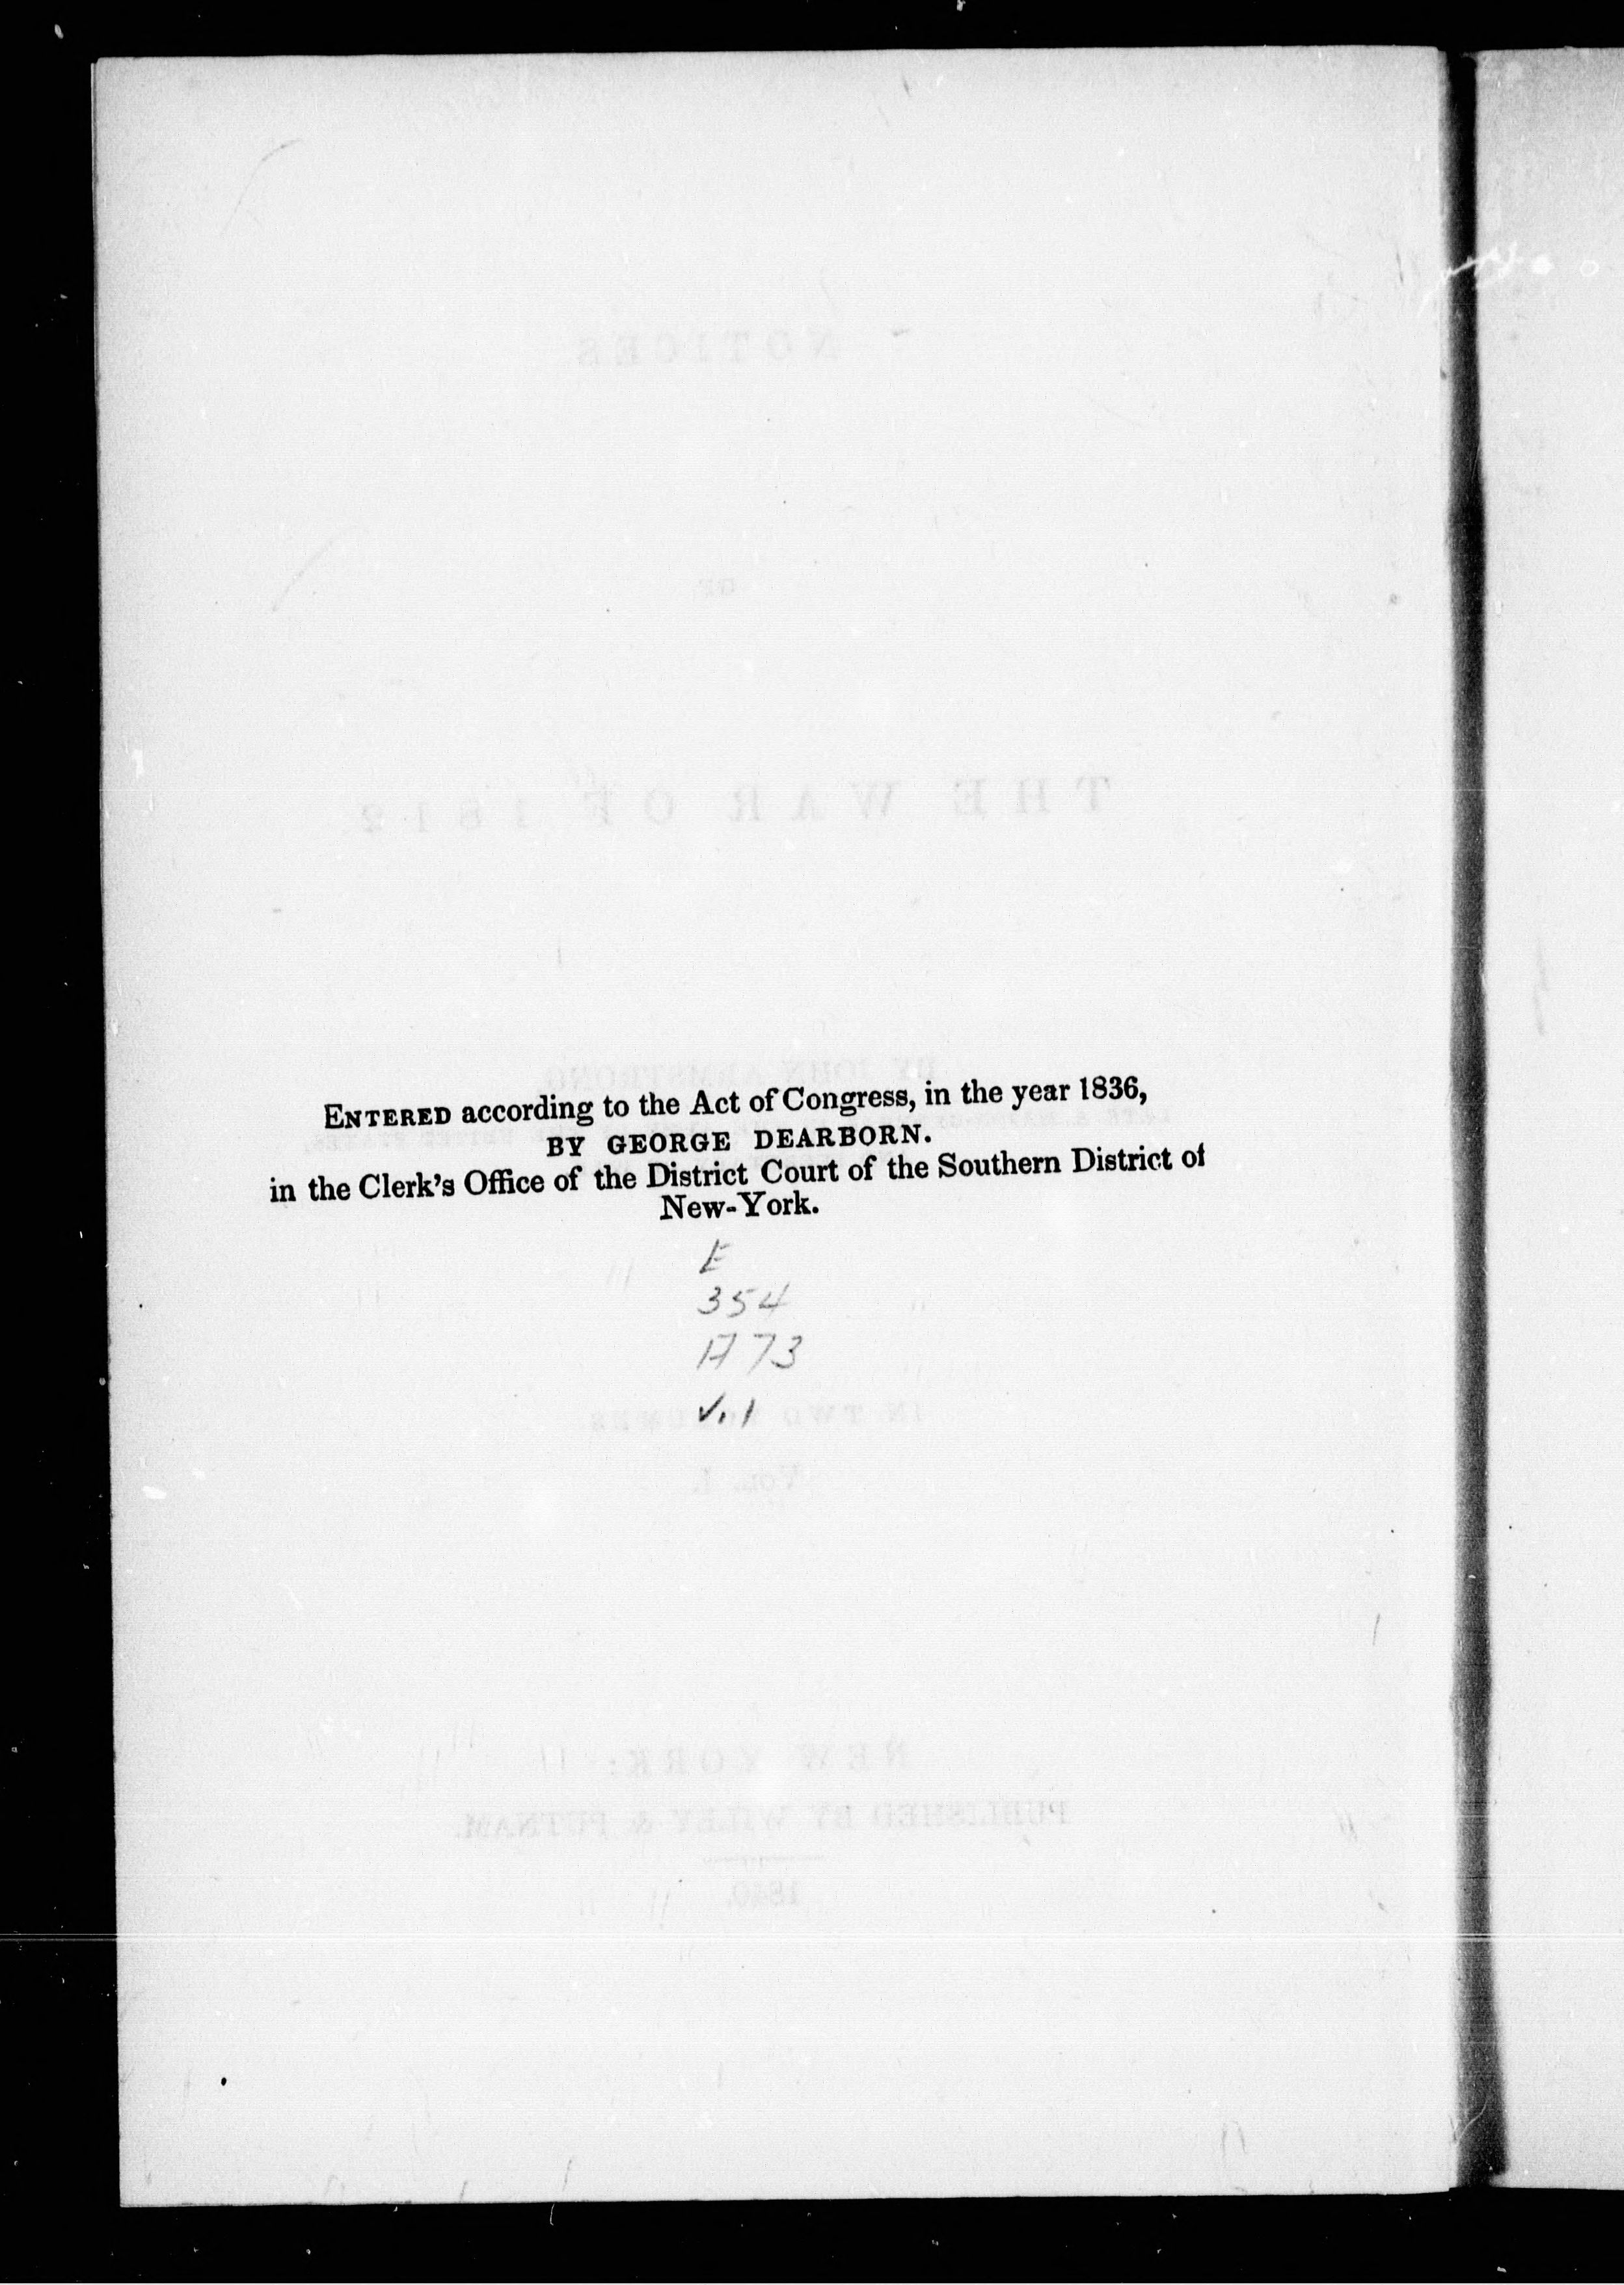 ENTERED according to the Act of Congress, in the year 1836,
BY GEORGE DEARBORN.
in the Clerk's Office of the District Court of the Southern District of
New-York.
E
354
A73
v.1